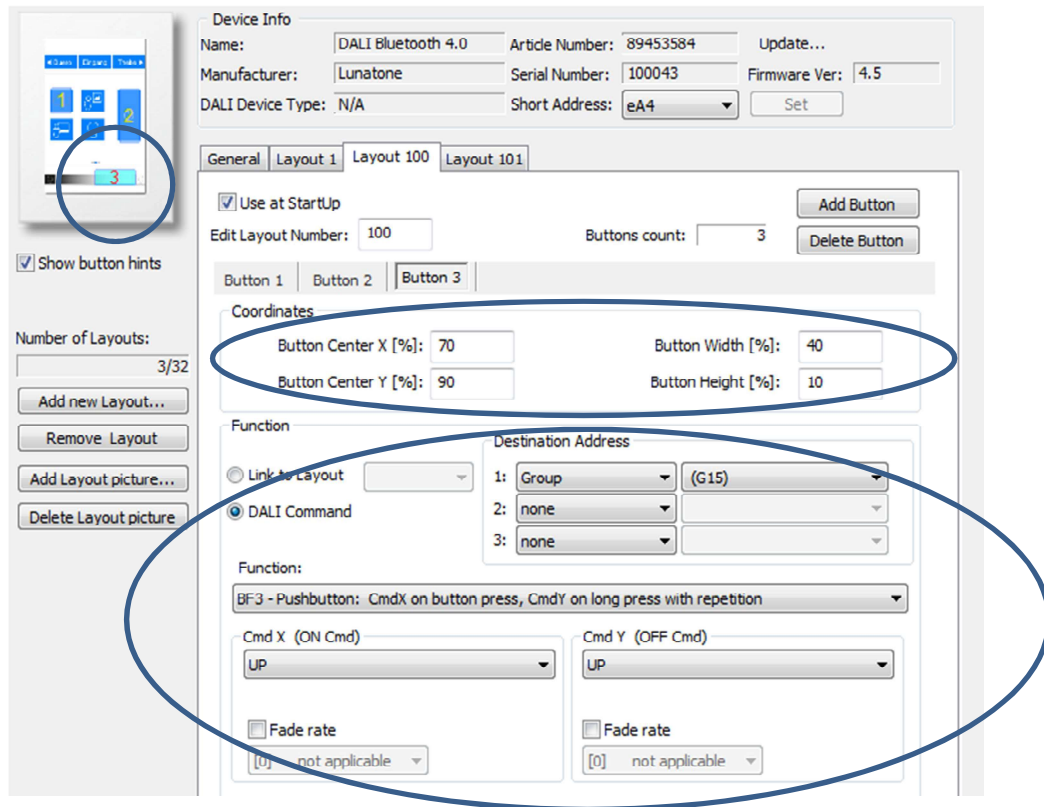 Device Info
Name: DALI Bluetooth 4.0 Article Number: 89453584 Update...
Manufacturer: Lunatone Serial Number: 100043 Firmware Ver: 4.5
DALI Device Type: N/A Short Address: eA4 Set
Eingang
1
2
3
Show button hints
Number of Layouts:
3/32
Add new Layout...
Remove Layout
Add Layout picture...
Delete Layout picture
General Layout 1 Layout 100 Layout 101
Use at StartUp Add Button
Edit Layout Number: 100 Buttons count: 3 Delete Button
Button 1 Button 2 Button 3
Coordinates
Button Center X [%]: 70 Button Width [%]: 40
Button Center Y [%]: 90 Button Height [%]: 10
Function
Destination Address
Link to Layout 1: Group (G15)
DALI Command 2: none
3: none
Function:
BF3 - Pushbutton: CmdX on button press, CmdY on long press with repetition
Cmd X (ON Cmd) Cmd Y (OFF Cmd)
UP UP
Fade rate Fade rate
[0] not applicable [0] not applicable